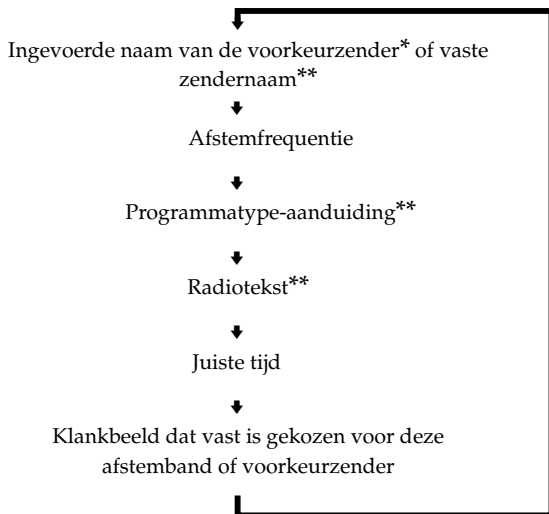 Ingevoerde naam van de voorkeurzender* of vaste
zendernaam**
Afstemfrequentie
Programmatype-aanduiding**
Radiotekst**
Juiste tijd
Klankbeeld dat vast is gekozen voor deze
afstemband of voorkeurzender